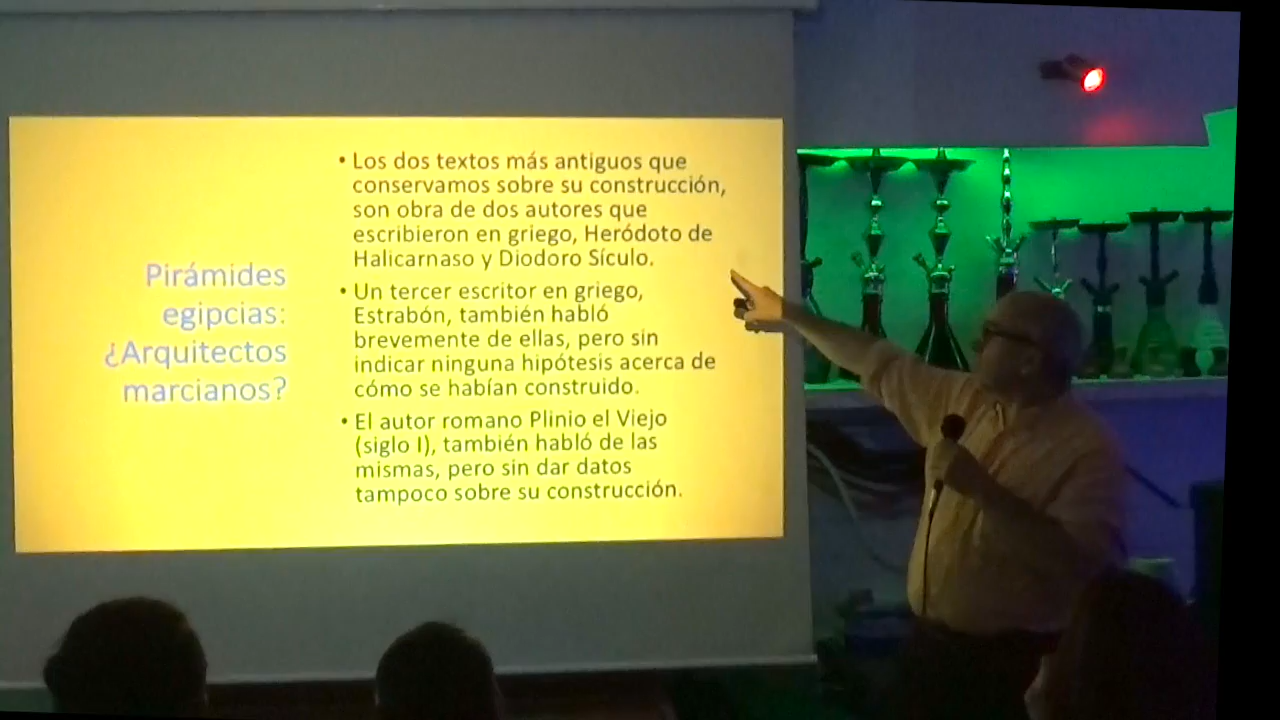 Pirámides
egipcias:
¿Arquitectos
marcianos?
• Los dos textos más antiguos que
conservamos sobre su construcción,
son obra de dos autores que
escribieron en griego, Heródoto de
Halicarnaso y Diodoro Sículo.
• Un tercer escritor en griego,
Estrabón, también habló
brevemente de ellas, pero sin
indicar ninguna hipótesis acerca de
cómo se habían construido.
• El autor romano Plinio el Viejo
(siglo I), también habló de las
mismas, pero sin dar datos
tampoco sobre su construcción.